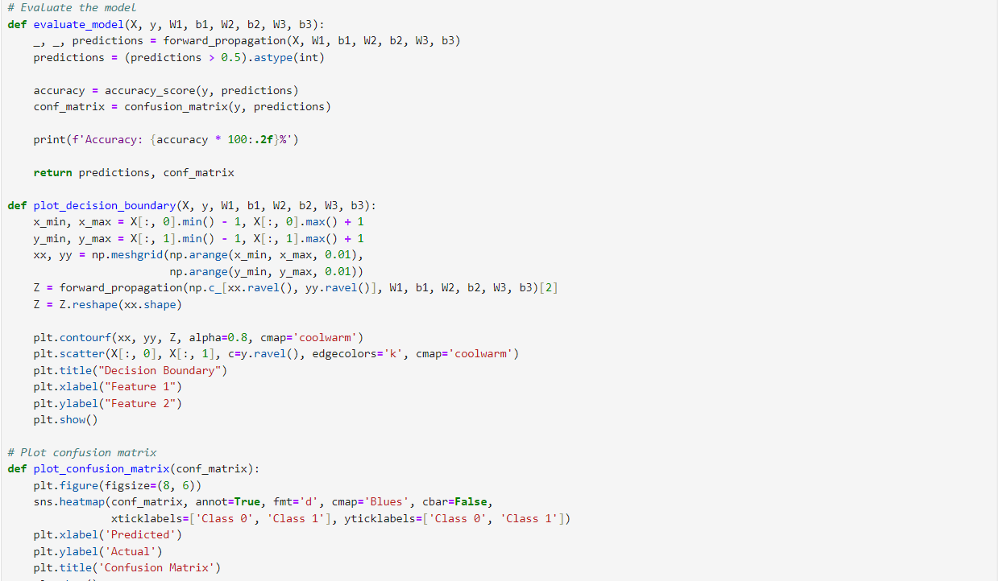 # Evaluate the model
def evaluate_model(X, y, W1, b1, W2, b2, W3, b3):
    _, _, predictions = forward_propagation(X, W1, b1, W2, b2, W3, b3)
    predictions = (predictions > 0.5).astype(int)

    accuracy = accuracy_score(y, predictions)
    conf_matrix = confusion_matrix(y, predictions)

    print(f'Accuracy: {accuracy * 100:.2f}%')

    return predictions, conf_matrix

def plot_decision_boundary(X, y, W1, b1, W2, b2, W3, b3):
    x_min, x_max = X[:, 0].min() - 1, X[:, 0].max() + 1
    y_min, y_max = X[:, 1].min() - 1, X[:, 1].max() + 1
    xx, yy = np.meshgrid(np.arange(x_min, x_max, 0.01),
                         np.arange(y_min, y_max, 0.01))
    Z = forward_propagation(np.c_[xx.ravel(), yy.ravel()], W1, b1, W2, b2, W3, b3)[2]
    Z = Z.reshape(xx.shape)

    plt.contourf(xx, yy, Z, alpha=0.8, cmap='coolwarm')
    plt.scatter(X[:, 0], X[:, 1], c=y.ravel(), edgecolors='k', cmap='coolwarm')
    plt.title("Decision Boundary")
    plt.xlabel("Feature 1")
    plt.ylabel("Feature 2")
    plt.show()

# Plot confusion matrix
def plot_confusion_matrix(conf_matrix):
    plt.figure(figsize=(8, 6))
    sns.heatmap(conf_matrix, annot=True, fmt='d', cmap='Blues', cbar=False,
                xticklabels=['Class 0', 'Class 1'], yticklabels=['Class 0', 'Class 1'])
    plt.xlabel('Predicted')
    plt.ylabel('Actual')
    plt.title('Confusion Matrix')